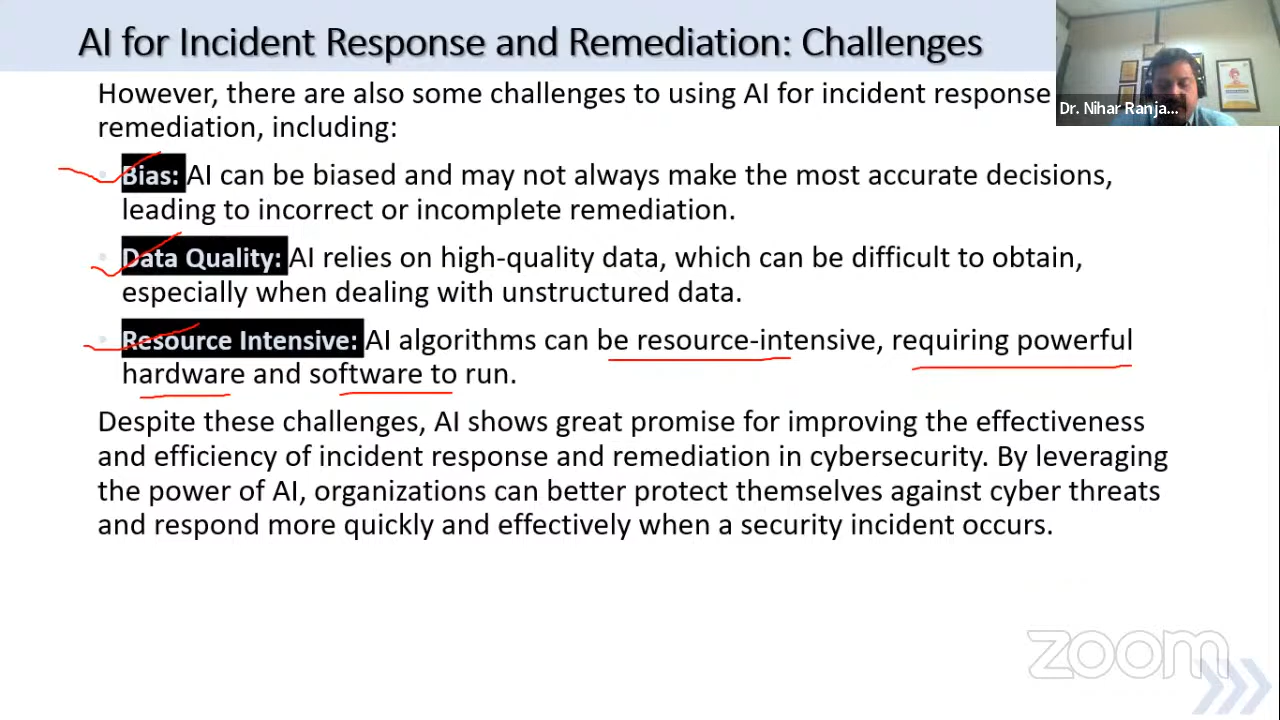 AI for Incident Response and Remediation: Challenges
However, there are also some challenges to using AI for incident response
remediation, including:
Dr. Nihar Ranja...
Bias: AI can be biased and may not always make the most accurate decisions,
leading to incorrect or incomplete remediation.
Data Quality: AI relies on high-quality data, which can be difficult to obtain,
especially when dealing with unstructured data.
Resource Intensive: AI algorithms can be resource-intensive, requiring powerful
hardware and software to run.
Despite these challenges, AI shows great promise for improving the effectiveness
and efficiency of incident response and remediation in cybersecurity. By leveraging
the power of AI, organizations can better protect themselves against cyber threats
and respond more quickly and effectively when a security incident occurs.
zoom